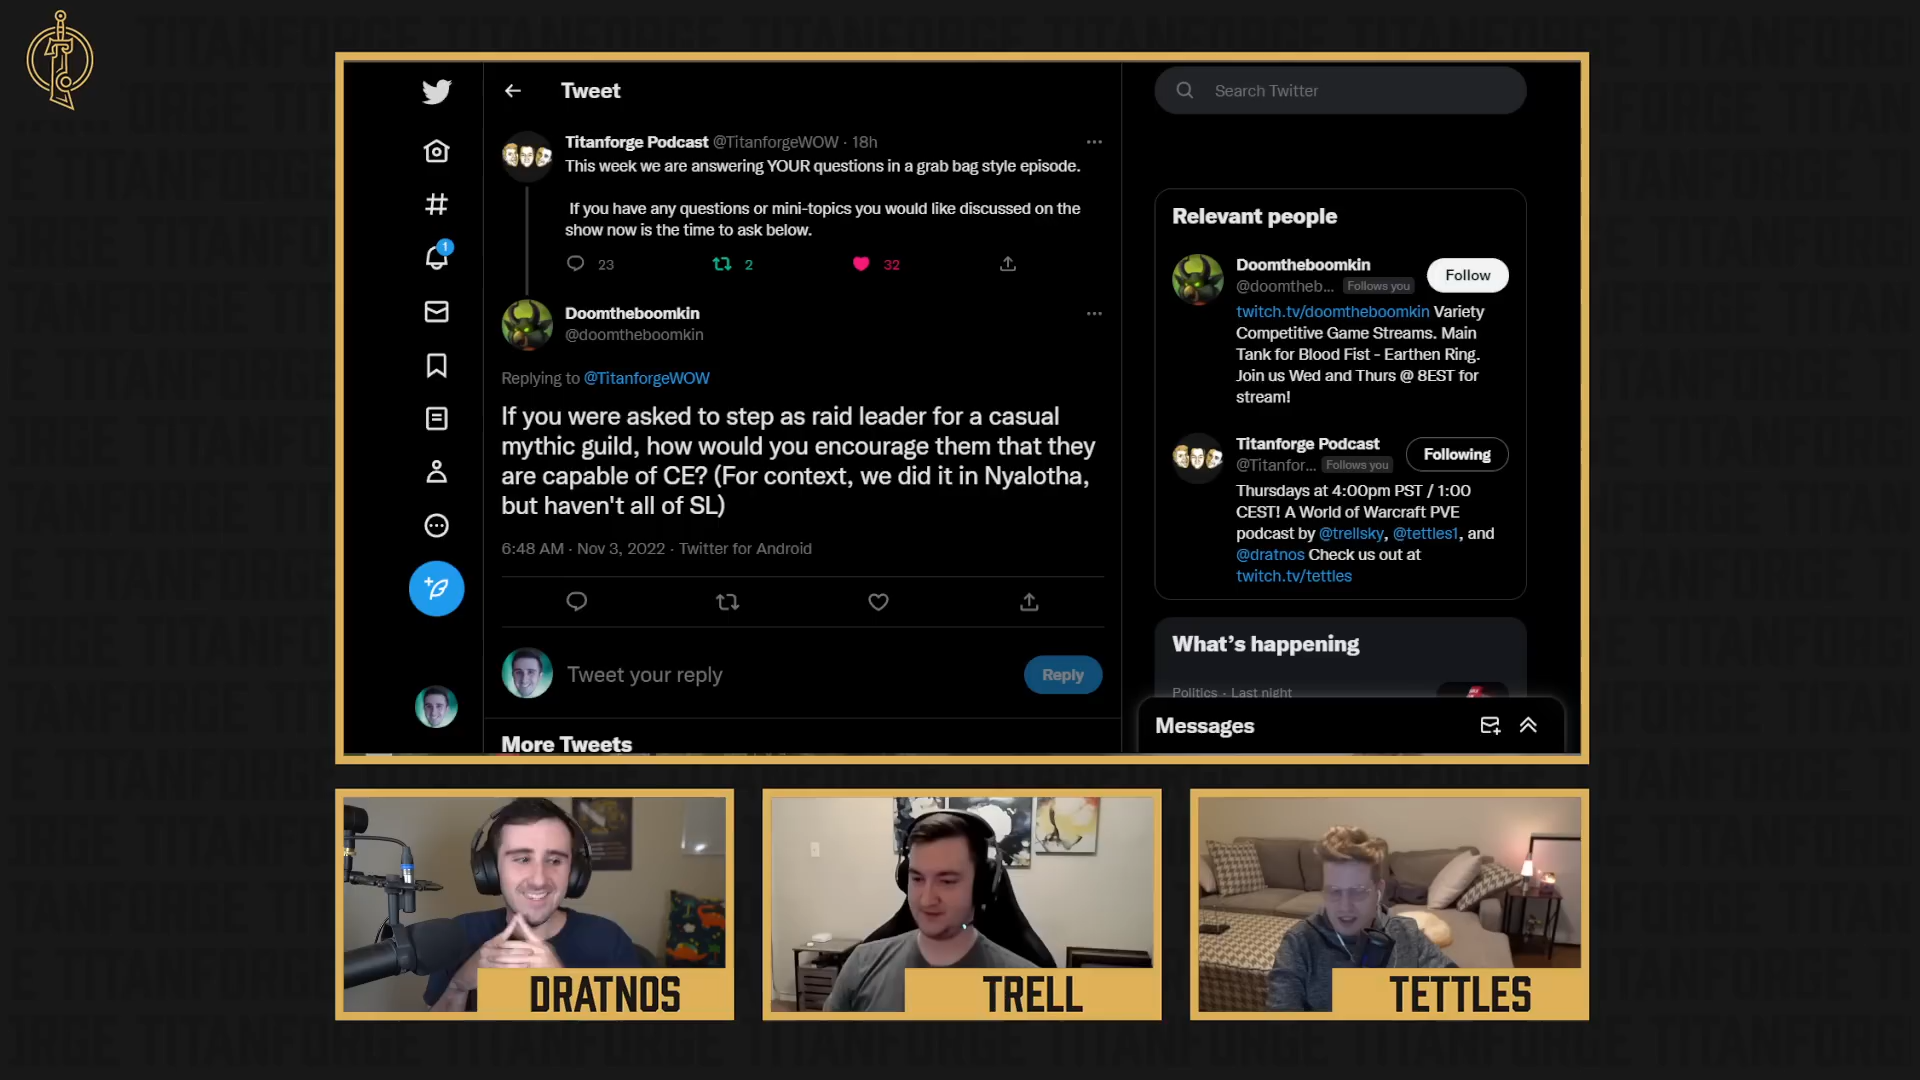 Tweet
Titanforge Podcast @TitanforgeWOW · 18h
This week we are answering YOUR questions in a grab bag style episode.
If you have any questions or mini-topics you would like discussed on the
show now is the time to ask below.
23
2
32
Doomtheboomkin
@doomtheboomkin
Replying to @TitanforgeWOW
If you were asked to step as raid leader for a casual
mythic guild, how would you encourage them that they
are capable of CE? (For context, we did it in Nyalotha,
but haven't all of SL)
6:48 AM · Nov 3, 2022 · Twitter for Android
Tweet your reply
Reply
More Tweets
1
Search Twitter
Relevant people
Doomtheboomkin
@doomtheb... Follows you
Follow
twitch.tv/doomtheboomkin Variety
Competitive Game Streams. Main
Tank for Blood Fist - Earthen Ring.
Join us Wed and Thurs @ 8EST for
stream!
Titanforge Podcast
@Titanfor... Follows you
Following
Thursdays at 4:00pm PST / 1:00
CEST! A World of Warcraft PVE
podcast by @trellsky, @tettles1, and
@dratnos Check us out at
twitch.tv/tettles
What's happening
Politics · Last night
Messages
DRATNOS
TRELL
TETTLES